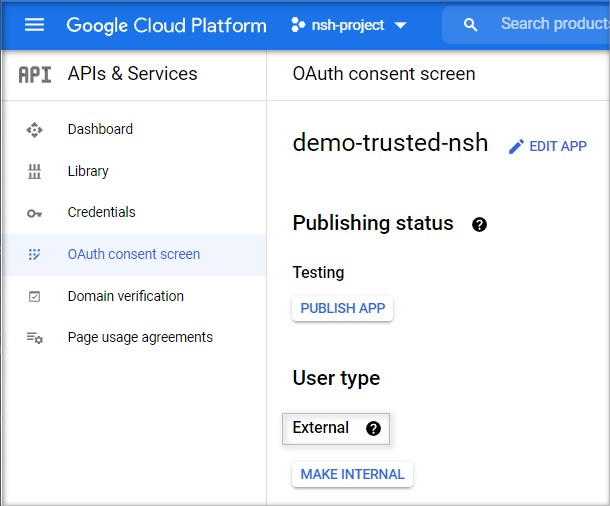 Google Cloud Platform nsh-project Search product
API APIs & Services OAuth consent screen
Dashboard
Library
Credentials
OAuth consent screen
Domain verification
Page usage agreements
demo-trusted-nsh EDIT APP
Publishing status ?
Testing
PUBLISH APP
User type
External ?
MAKE INTERNAL